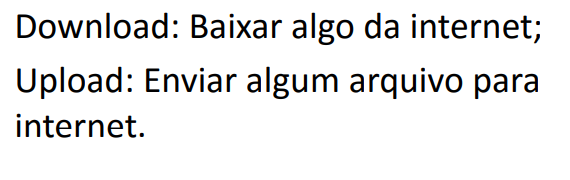 Download: Baixar algo da internet;
Upload: Enviar algum arquivo para
internet.